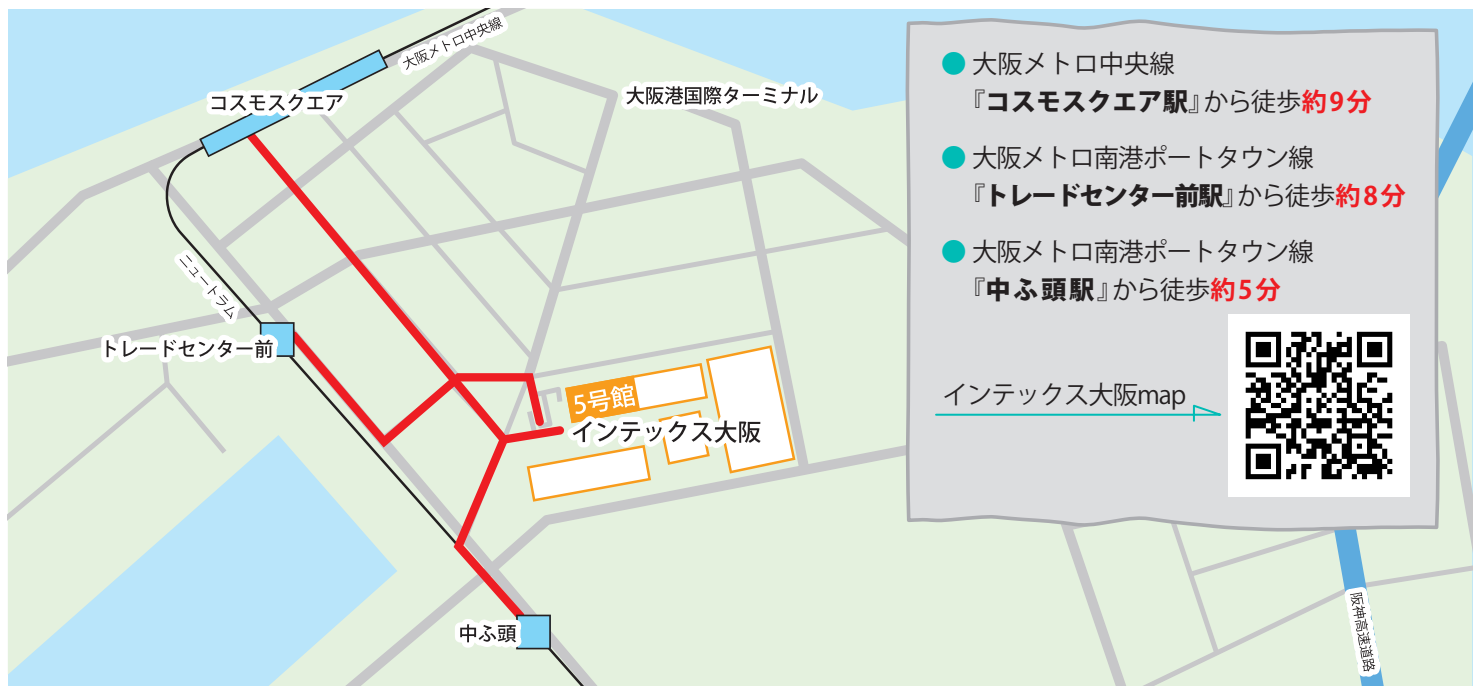 大阪メトロ中央線
コスモスクエア
大阪港国際ターミナル
ニュートラム
トレードセンター前
5号館
インテックス大阪
中ふ頭
阪神高速道路
● 大阪メトロ中央線
『コスモスクエア駅』から徒歩約9分
● 大阪メトロ南港ポートタウン線
『トレードセンター前駅』から徒歩約8分
● 大阪メトロ南港ポートタウン線
『中ふ頭駅』から徒歩約5分
インテックス大阪map